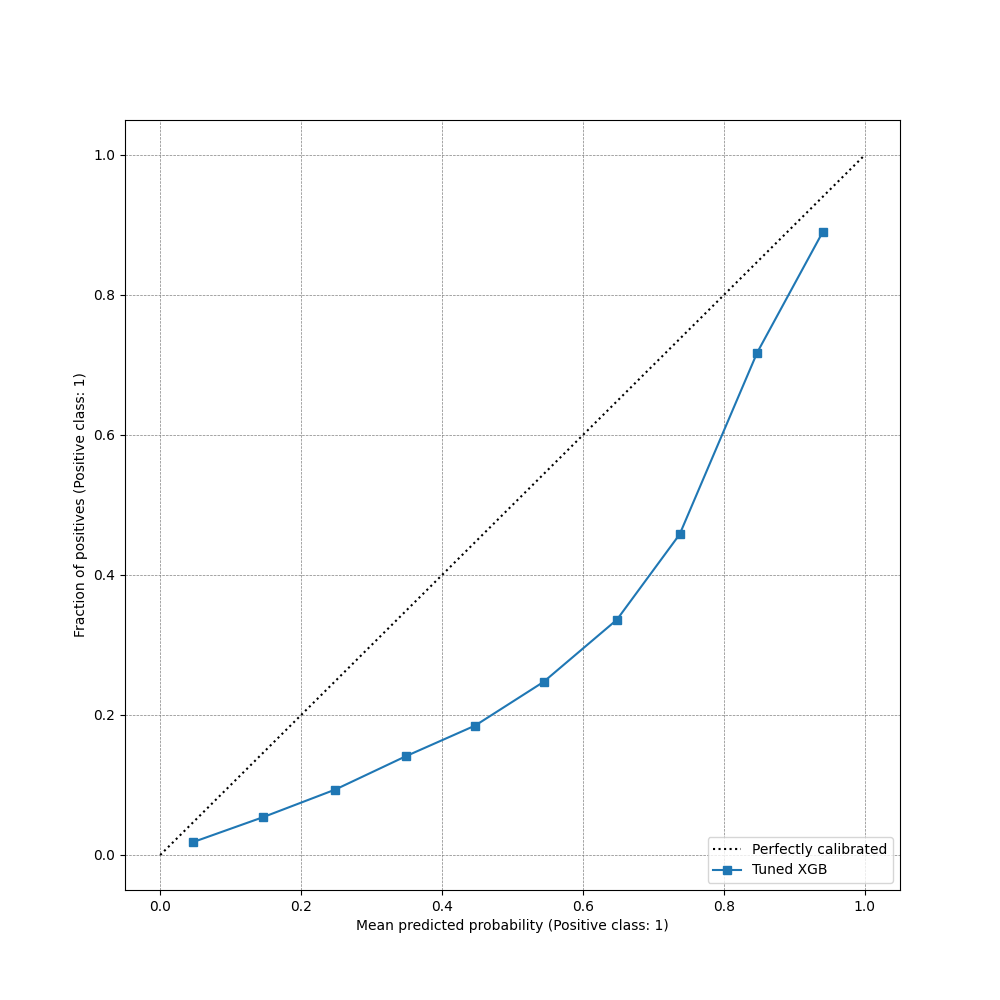 1.0
0.8
0.6
0.4
0.2
0.0
Fraction of positives (Positive class: 1)
Perfectly calibrated
Tuned XGB
0.0 0.2 0.4 0.6 0.8 1.0
Mean predicted probability (Positive class: 1)